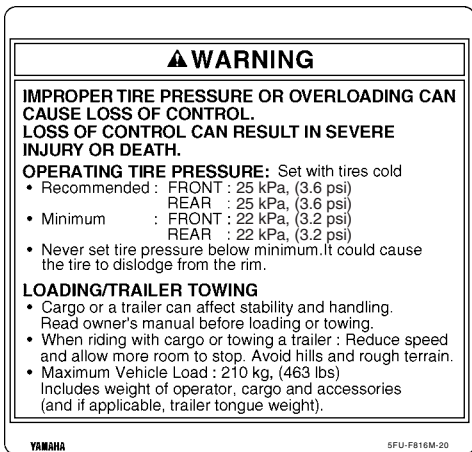 WARNING
IMPROPER TIRE PRESSURE OR OVERLOADING CAN
CAUSE LOSS OF CONTROL.
LOSS OF CONTROL CAN RESULT IN SEVERE
INJURY OR DEATH.
OPERATING TIRE PRESSURE: Set with tires cold
• Recommended : FRONT : 25 kPa, (3.6 psi)
REAR : 25 kPa, (3.6 psi)
• Minimum : FRONT : 22 kPa, (3.2 psi)
REAR : 22 kPa, (3.2 psi)
• Never set tire pressure below minimum.It could cause
the tire to dislodge from the rim.
LOADING/TRAILER TOWING
• Cargo or a trailer can affect stability and handling.
Read owner's manual before loading or towing.
• When riding with cargo or towing a trailer : Reduce speed
and allow more room to stop. Avoid hills and rough terrain.
• Maximum Vehicle Load : 210 kg, (463 lbs)
Includes weight of operator, cargo and accessories
(and if applicable, trailer tongue weight).
YAMAHA 5FU-F816M-20